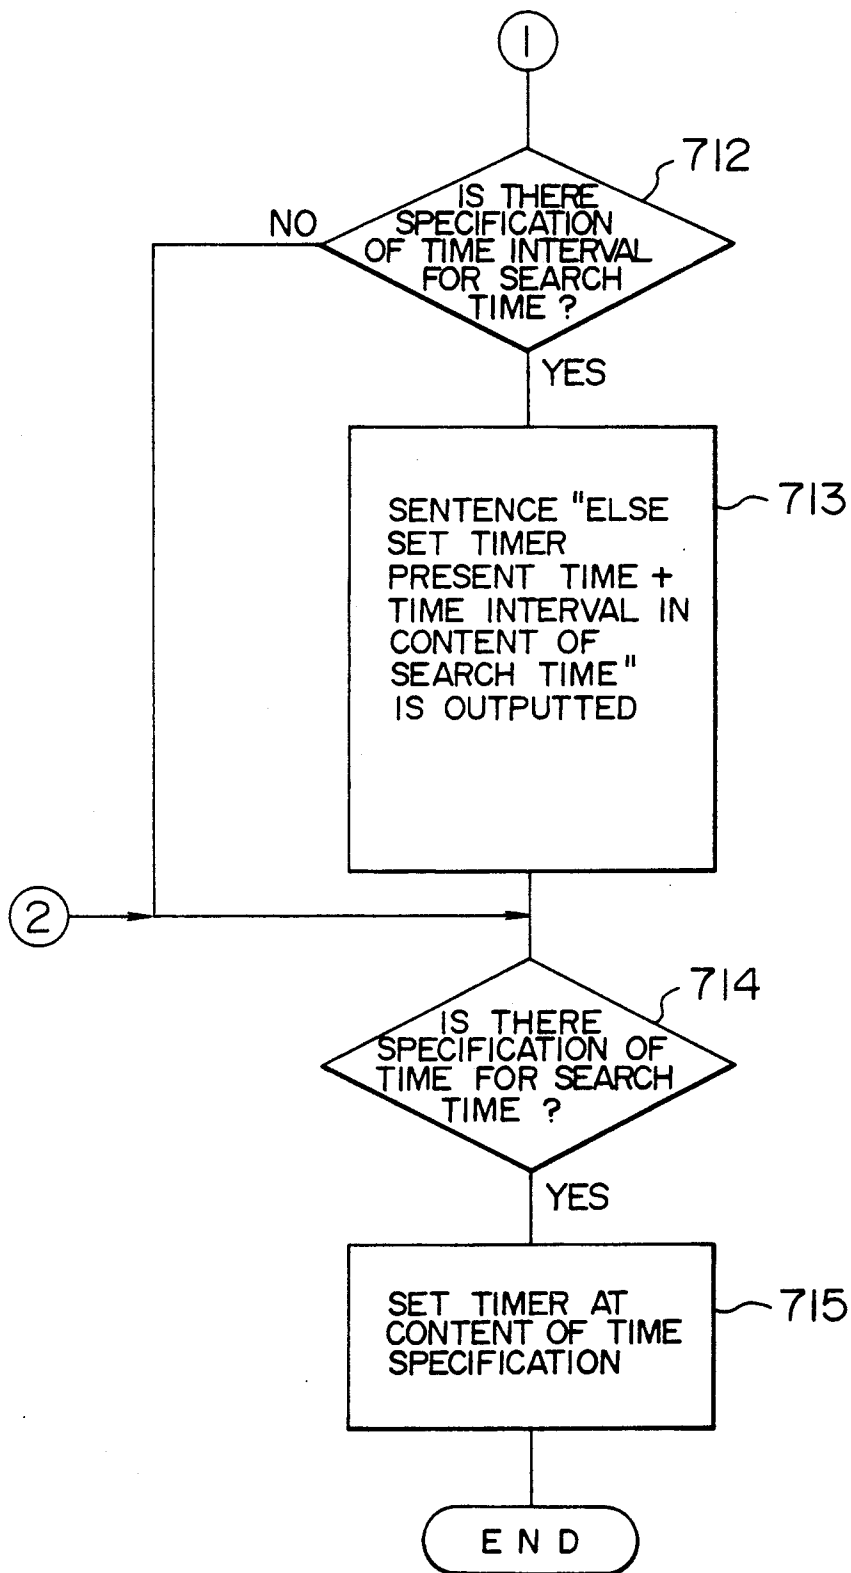 1
712
IS THERE
SPECIFICATION
NO
OF TIME INTERVAL
FOR SEARCH
TIME ?
YES
713
SENTENCE "ELSE
SET TIMER
PRESENT TIME +
TIME INTERVAL IN
CONTENT OF
SEARCH TIME"
IS OUTPUTTED
2
714
IS THERE
SPECIFICATION OF
TIME FOR SEARCH
TIME ?
YES
715
SET TIMER AT
CONTENT OF TIME
SPECIFICATION
END